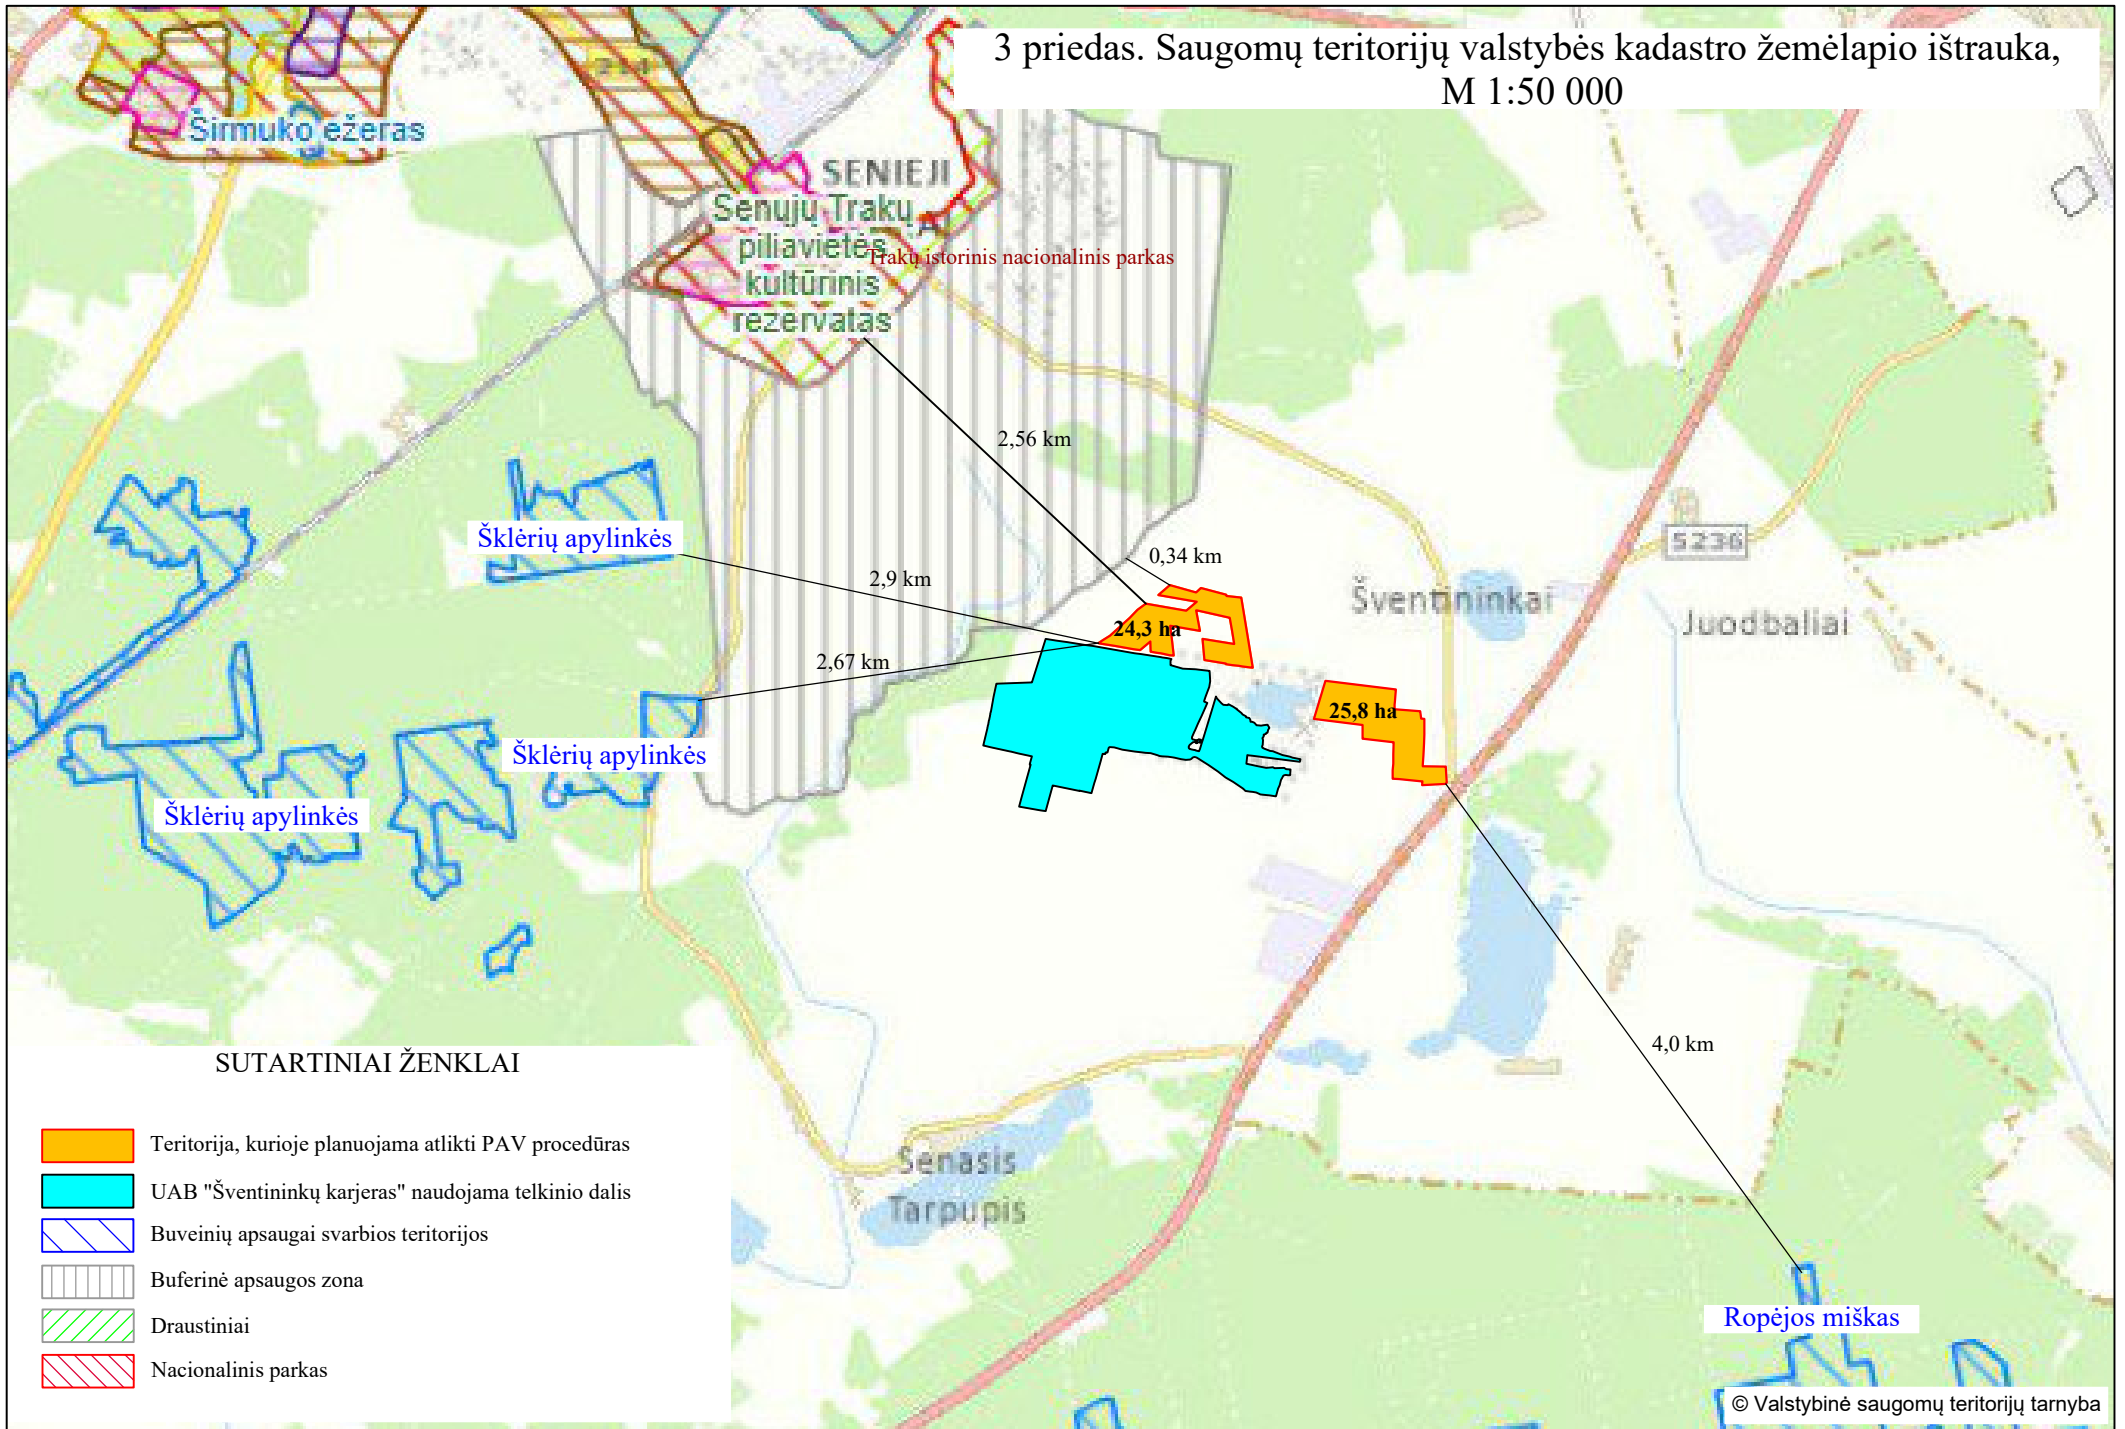 3 priedas. Saugomų teritorijų valstybės kadastro žemėlapio ištrauka,
M 1:50 000
214
Širmuko ežeras
SENIEJI
Senųjų Trakų
piliavietės
kultūrinis
rezervatas
Trakų istorinis nacionalinis parkas
2,56 km
Šklėrių apylinkės
2,9 km
0,34 km
5236
Šventininkai
Juodbaliai
24,3 ha
2,67 km
25,8 ha
Šklėrių apylinkės
Šklėrių apylinkės
4,0 km
Senasis
Tarpupis
Ropėjos miškas
SUTARTINIAI ŽENKLAI
Teritorija, kurioje planuojama atlikti PAV procedūras
UAB "Šventininkų karjeras" naudojama telkinio dalis
Buveinių apsaugai svarbios teritorijos
Buferinė apsaugos zona
Draustiniai
Nacionalinis parkas
© Valstybinė saugomų teritorijų tarnyba